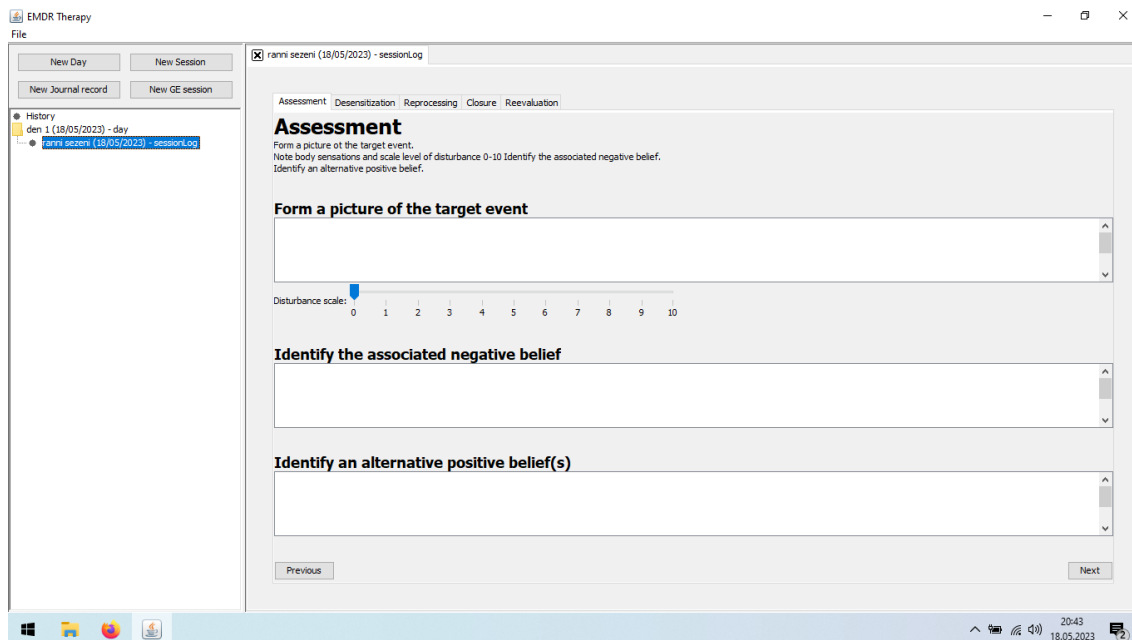 EMDR Therapy
File
New Day New Session
New Journal record New GE session
History
den 1 (18/05/2023) - day
ranni sezeni (18/05/2023) - sessionLog
ranni sezeni (18/05/2023) - sessionLog
Assessment Desensitization Reprocessing Closure Reevaluation
Assessment
Form a picture ot the target event.
Note body sensations and scale level of disturbance 0-10 Identify the associated negative belief.
Identify an alternative positive belief.
Form a picture of the target event
Disturbance scale:
0 1 2 3 4 5 6 7 8 9 10
Identify the associated negative belief
Identify an alternative positive belief(s)
Previous Next
20:43
18.05.2023
2